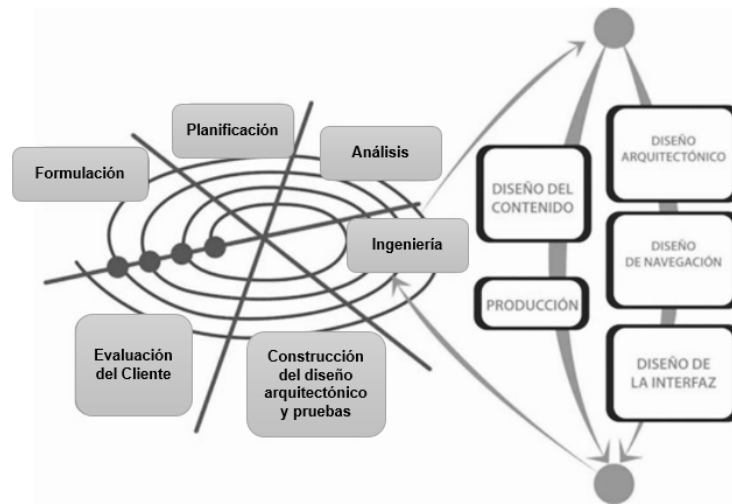 Planificación
Formulación
Análisis
Ingeniería
Evaluación
del Cliente
Construcción
del diseño
arquitectónico
y pruebas
DISEÑO DEL
CONTENIDO
PRODUCCIÓN
DISEÑO
ARQUITECTÓNICO
DISEÑO
DE NAVEGACIÓN
DISEÑO DE
LA INTERFAZ